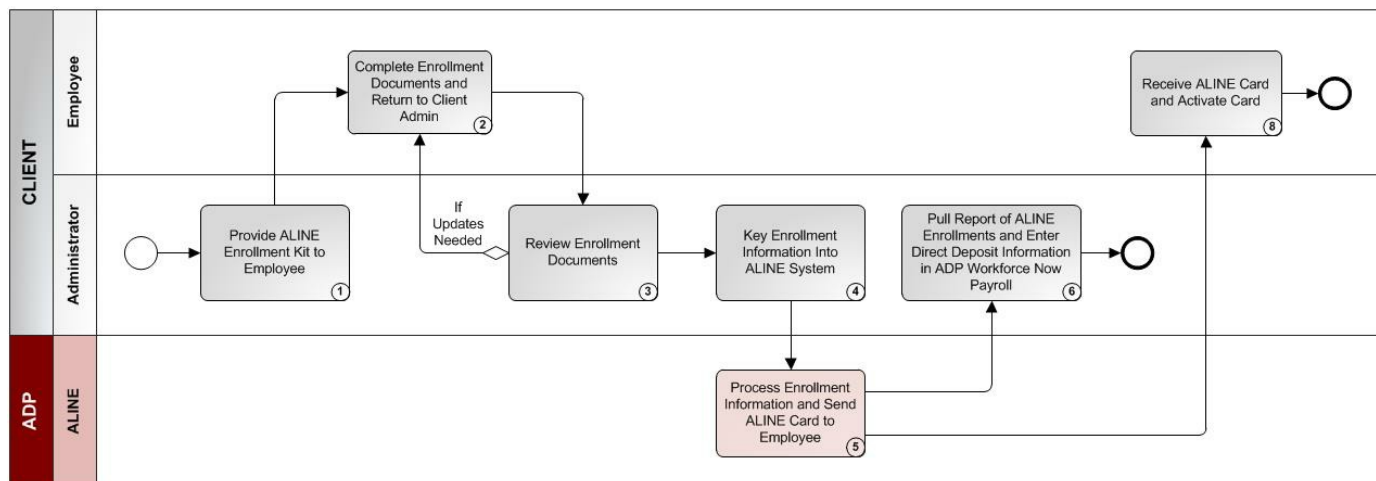 CLIENT
Employee
Complete Enrollment
Documents and
Return to Client
Admin
2
Receive ALINE Card
and Activate Card
8
Administrator
Provide ALINE
Enrollment Kit to
Employee
1
If
Updates
Needed
Review Enrollment
Documents
3
Key Enrollment
Information Into
ALINE System
4
Pull Report of ALINE
Enrollments and Enter
Direct Deposit Information
in ADP Workforce Now
Payroll
6
ADP
ALINE
Process Enrollment
Information and Send
ALINE Card to
Employee
5